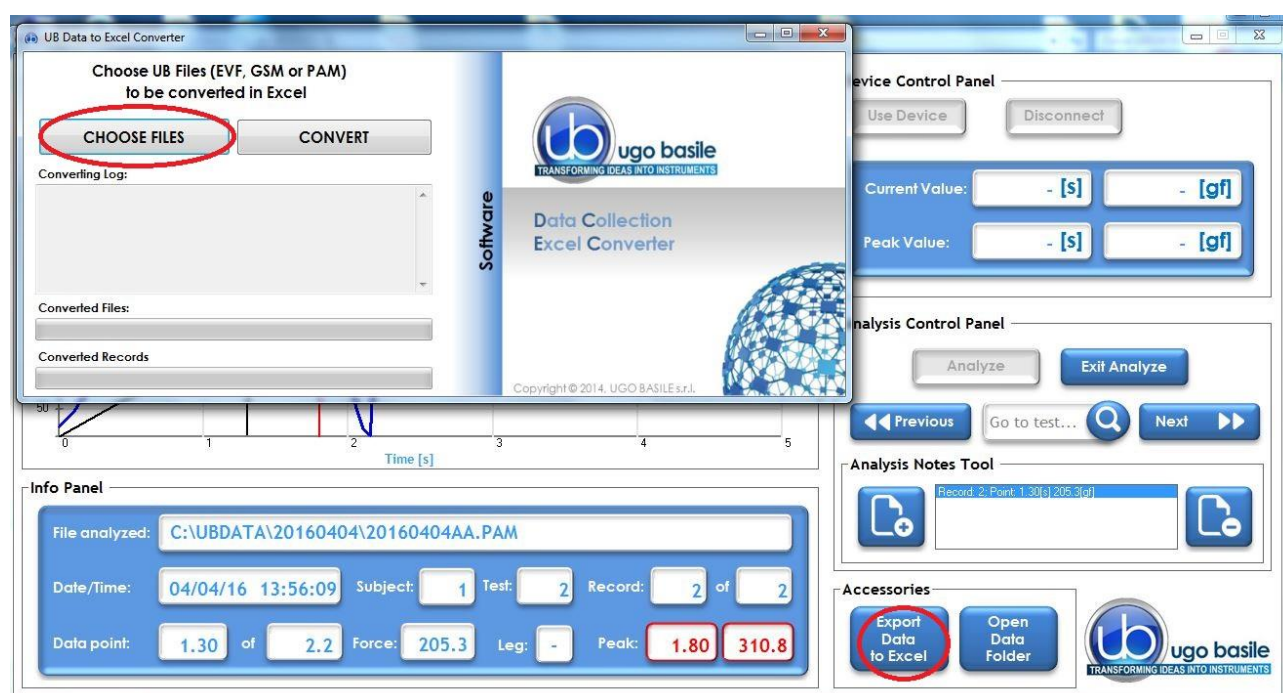 UB Data to Excel Converter
Choose UB Files (EVF, GSM or PAM)
to be converted in Excel
CHOOSE FILES
CONVERT
Converting Log:
Converted Files:
Converted Records
Software
ub
ugo basile
TRANSFORMING IDEAS INTO INSTRUMENTS
Data Collection
Excel Converter
Copyright © 2014, UGO BASILE s.r.l.
evice Control Panel
Use Device
Disconnect
Current Value:
- [s]
- [gf]
Peak Value:
- [s]
- [gf]
nalysis Control Panel
Analyze
Exit Analyze
Previous
Go to test...
Next
Analysis Notes Tool
Record: 2; Point: 1.30[s] 205.3[gf]
50
0 1 2 3 4 5
Time [s]
Info Panel
File analyzed: C:\UBDATA\20160404\20160404AA.PAM
Date/Time: 04/04/16 13:56:09 Subject: 1 Test: 2 Record: 2 of 2
Data point: 1.30 of 2.2 Force: 205.3 Leg: - Peak: 1.80 310.8
Accessories
Export
Data
to Excel
Open
Data
Folder
ub
ugo basile
TRANSFORMING IDEAS INTO INSTRUMENTS